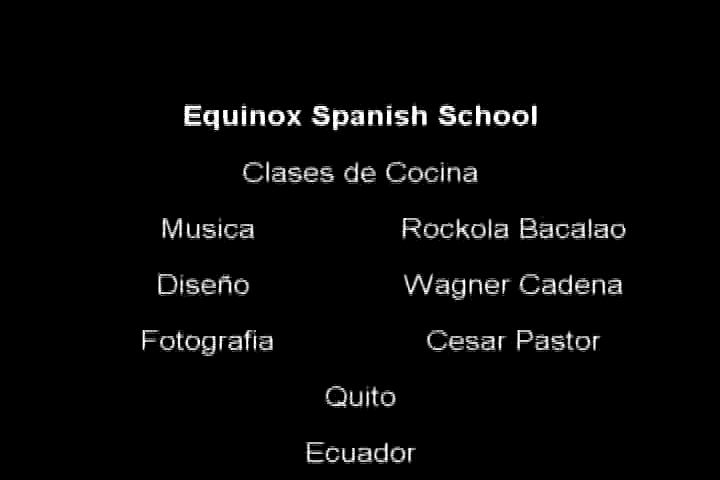 Equinox Spanish School
Clases de Cocina
Musica Rockola Bacalao
Diseño Wagner Cadena
Fotografia Cesar Pastor
Quito
Ecuador